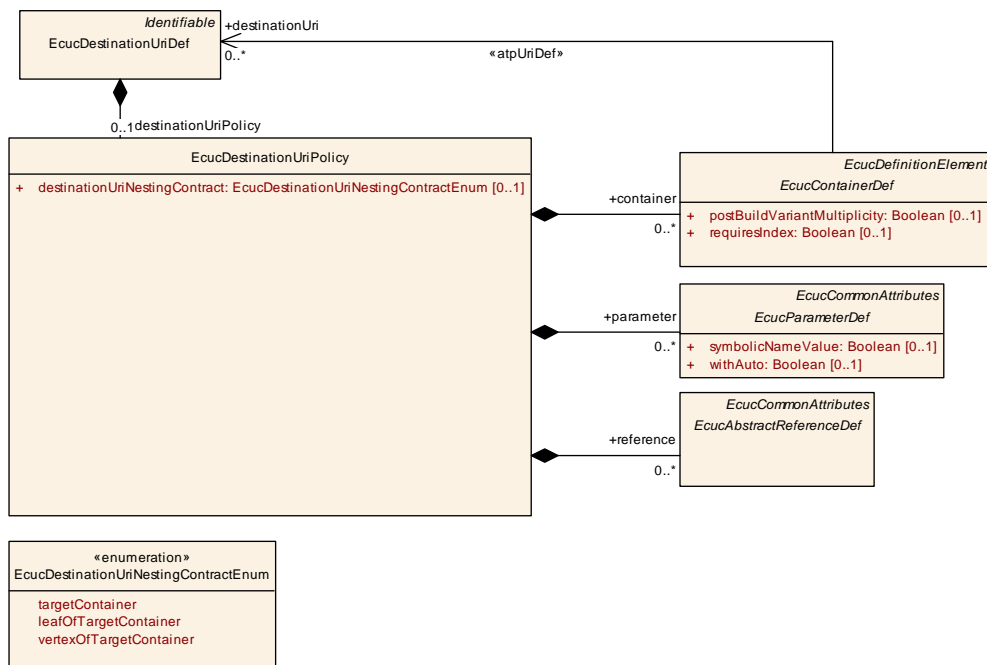 Identifiable
EcucDestinationUriDef
+destinationUri
0..*
«atpUriDef»
0..1 destinationUriPolicy
EcucDestinationUriPolicy
+ destinationUriNestingContract: EcucDestinationUriNestingContractEnum [0..1]
+container
0..*
EcucDefinitionElement
EcucContainerDef
+ postBuildVariantMultiplicity: Boolean [0..1]
+ requiresIndex: Boolean [0..1]
+parameter
0..*
EcucCommonAttributes
EcucParameterDef
+ symbolicNameValue: Boolean [0..1]
+ withAuto: Boolean [0..1]
+reference
0..*
EcucCommonAttributes
EcucAbstractReferenceDef
«enumeration»
EcucDestinationUriNestingContractEnum
targetContainer
leafOfTargetContainer
vertexOfTargetContainer